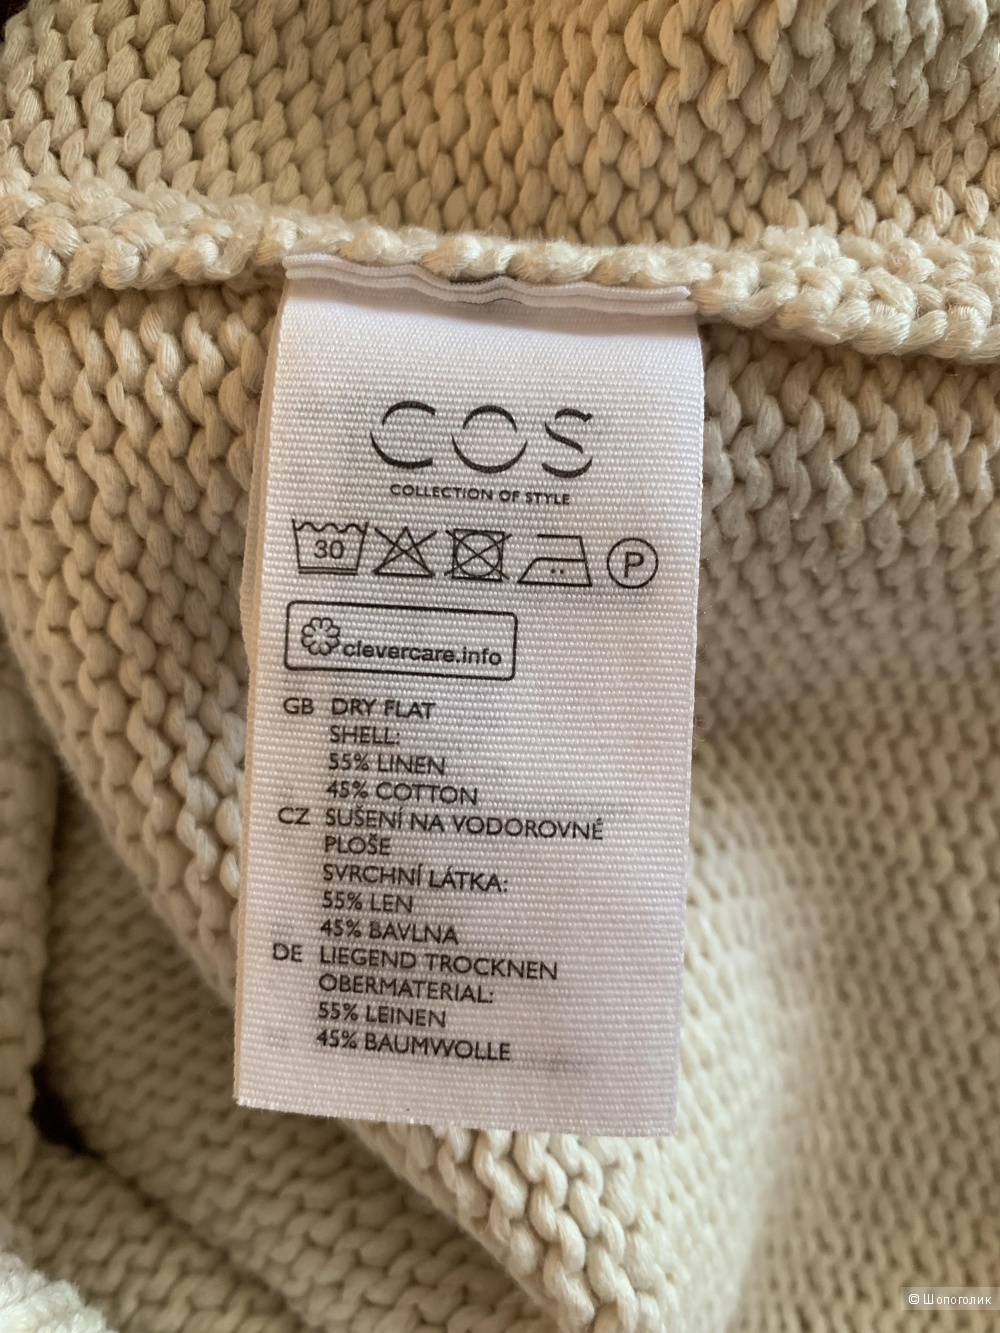 COS
COLLECTION OF STYLE
30 P
clevercare.info
GB DRY FLAT
SHELL:
55% LINEN
45% COTTON
CZ SUŠENÍ NA VODOROVNÉ
PLOŠE
SVRCHNÍ LÁTKA:
55% LEN
45% BAVLNA
DE LIEGEND TROCKNEN
OBERMATERIAL:
55% LEINEN
45% BAUMWOLLE
© Шопоголик